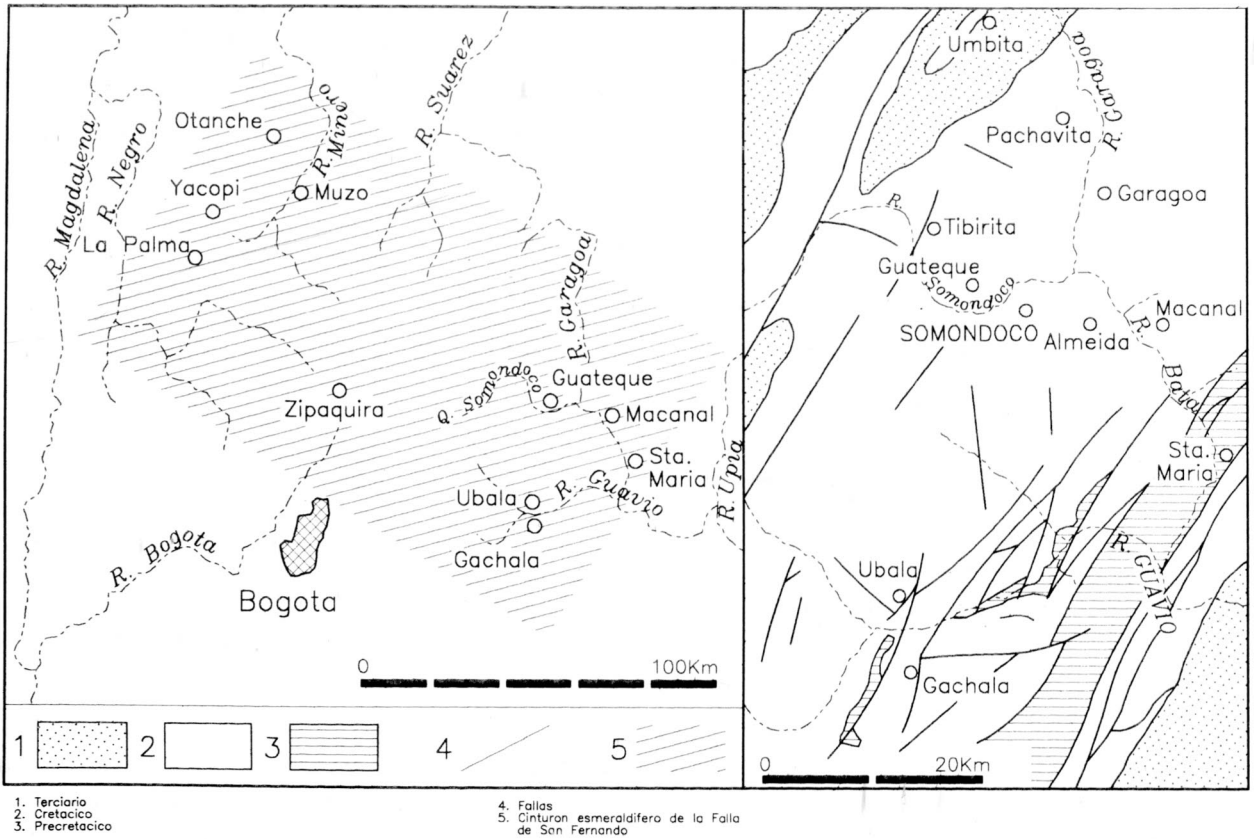 R. Magdalena
R. Negro
Otanche
R. Minero
R. Suarez
Yacopi
Muzo
La Palma
R. Garagoa
Q. Somondoco
Guateque
Zipaquira
Macanal
Sta.
Maria
Ubala
R. Guavio
R. Upia
Gachala
R. Bogota
Bogota
0 100Km
1 2 3 4 5
Umbita
R. Garagoa
Pachavita
Garagoa
R.
Tibirita
Guateque
Somondoco
SOMONDOCO
Almeida
R.
Macanal
Bata
Sta.
Maria
R. GUAVIO
Ubala
Gachala
0 20Km
1. Terciario
2. Cretacico
3. Precretacico
4. Fallas
5. Cinturon esmeraldifero de la Falla
de San Fernando